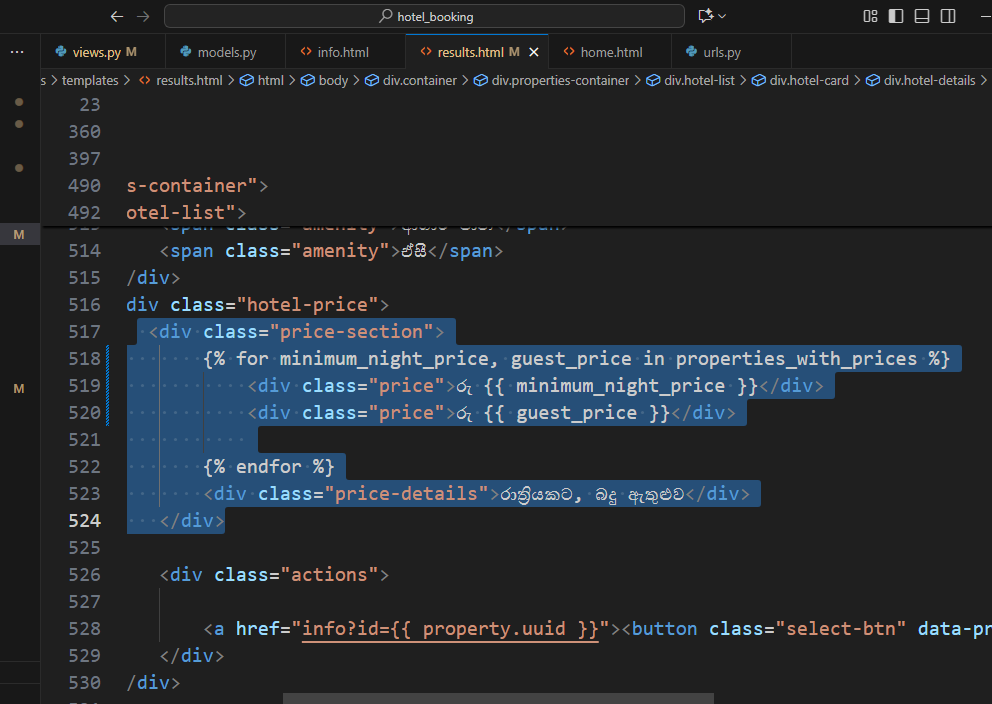 hotel_booking
views.py M models.py info.html results.html M home.html urls.py
s > templates > results.html > html > body > div.container > div.properties-container > div.hotel-list > div.hotel-card > div.hotel-details >
23
360
397
490 s-container">
492 otel-list">
M
514 <span class="amenity">ඒසී</span>
515 /div>
516 div class="hotel-price">
517 <div class="price-section">
518 {% for minimum_night_price, guest_price in properties_with_prices %}
M 519 <div class="price">රු {{ minimum_night_price }}</div>
520 <div class="price">රු {{ guest_price }}</div>
521
522 {% endfor %}
523 <div class="price-details">රාත්‍රියකට, බදු ඇතුළුව</div>
524 </div>
525
526 <div class="actions">
527
528 <a href="info?id={{ property.uuid }}"><button class="select-btn" data-pr
529 </div>
530 /div>